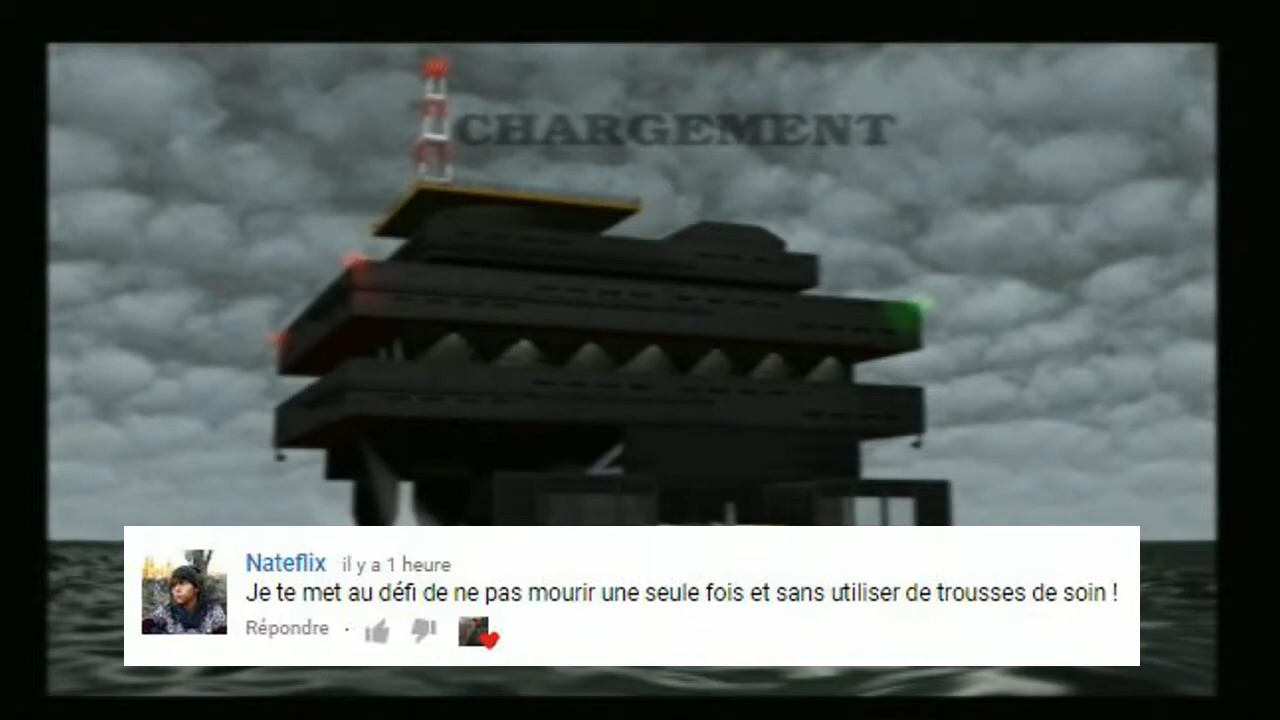 CHARGEMENT
Nateflix il y a 1 heure
Je te met au défi de ne pas mourir une seule fois et sans utiliser de trousses de soin !
Répondre ·